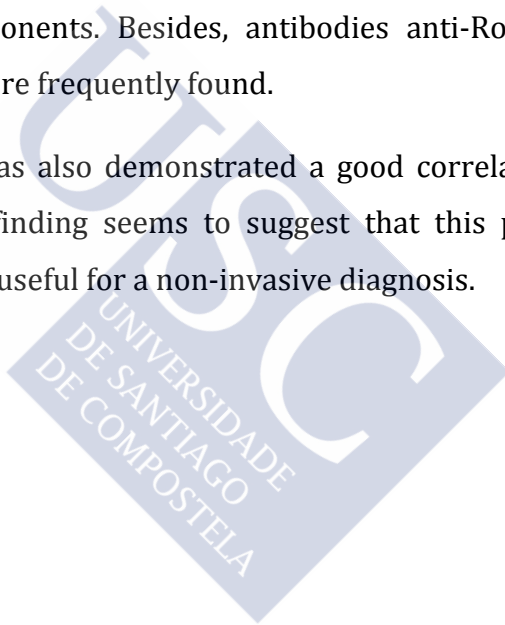 onents. Besides, antibodies anti-Ro
re frequently found.
as also demonstrated a good correla
finding seems to suggest that this p
useful for a non-invasive diagnosis.
USC
UNIVERSIDADE
DE SANTIAGO
DE COMPOSTELA